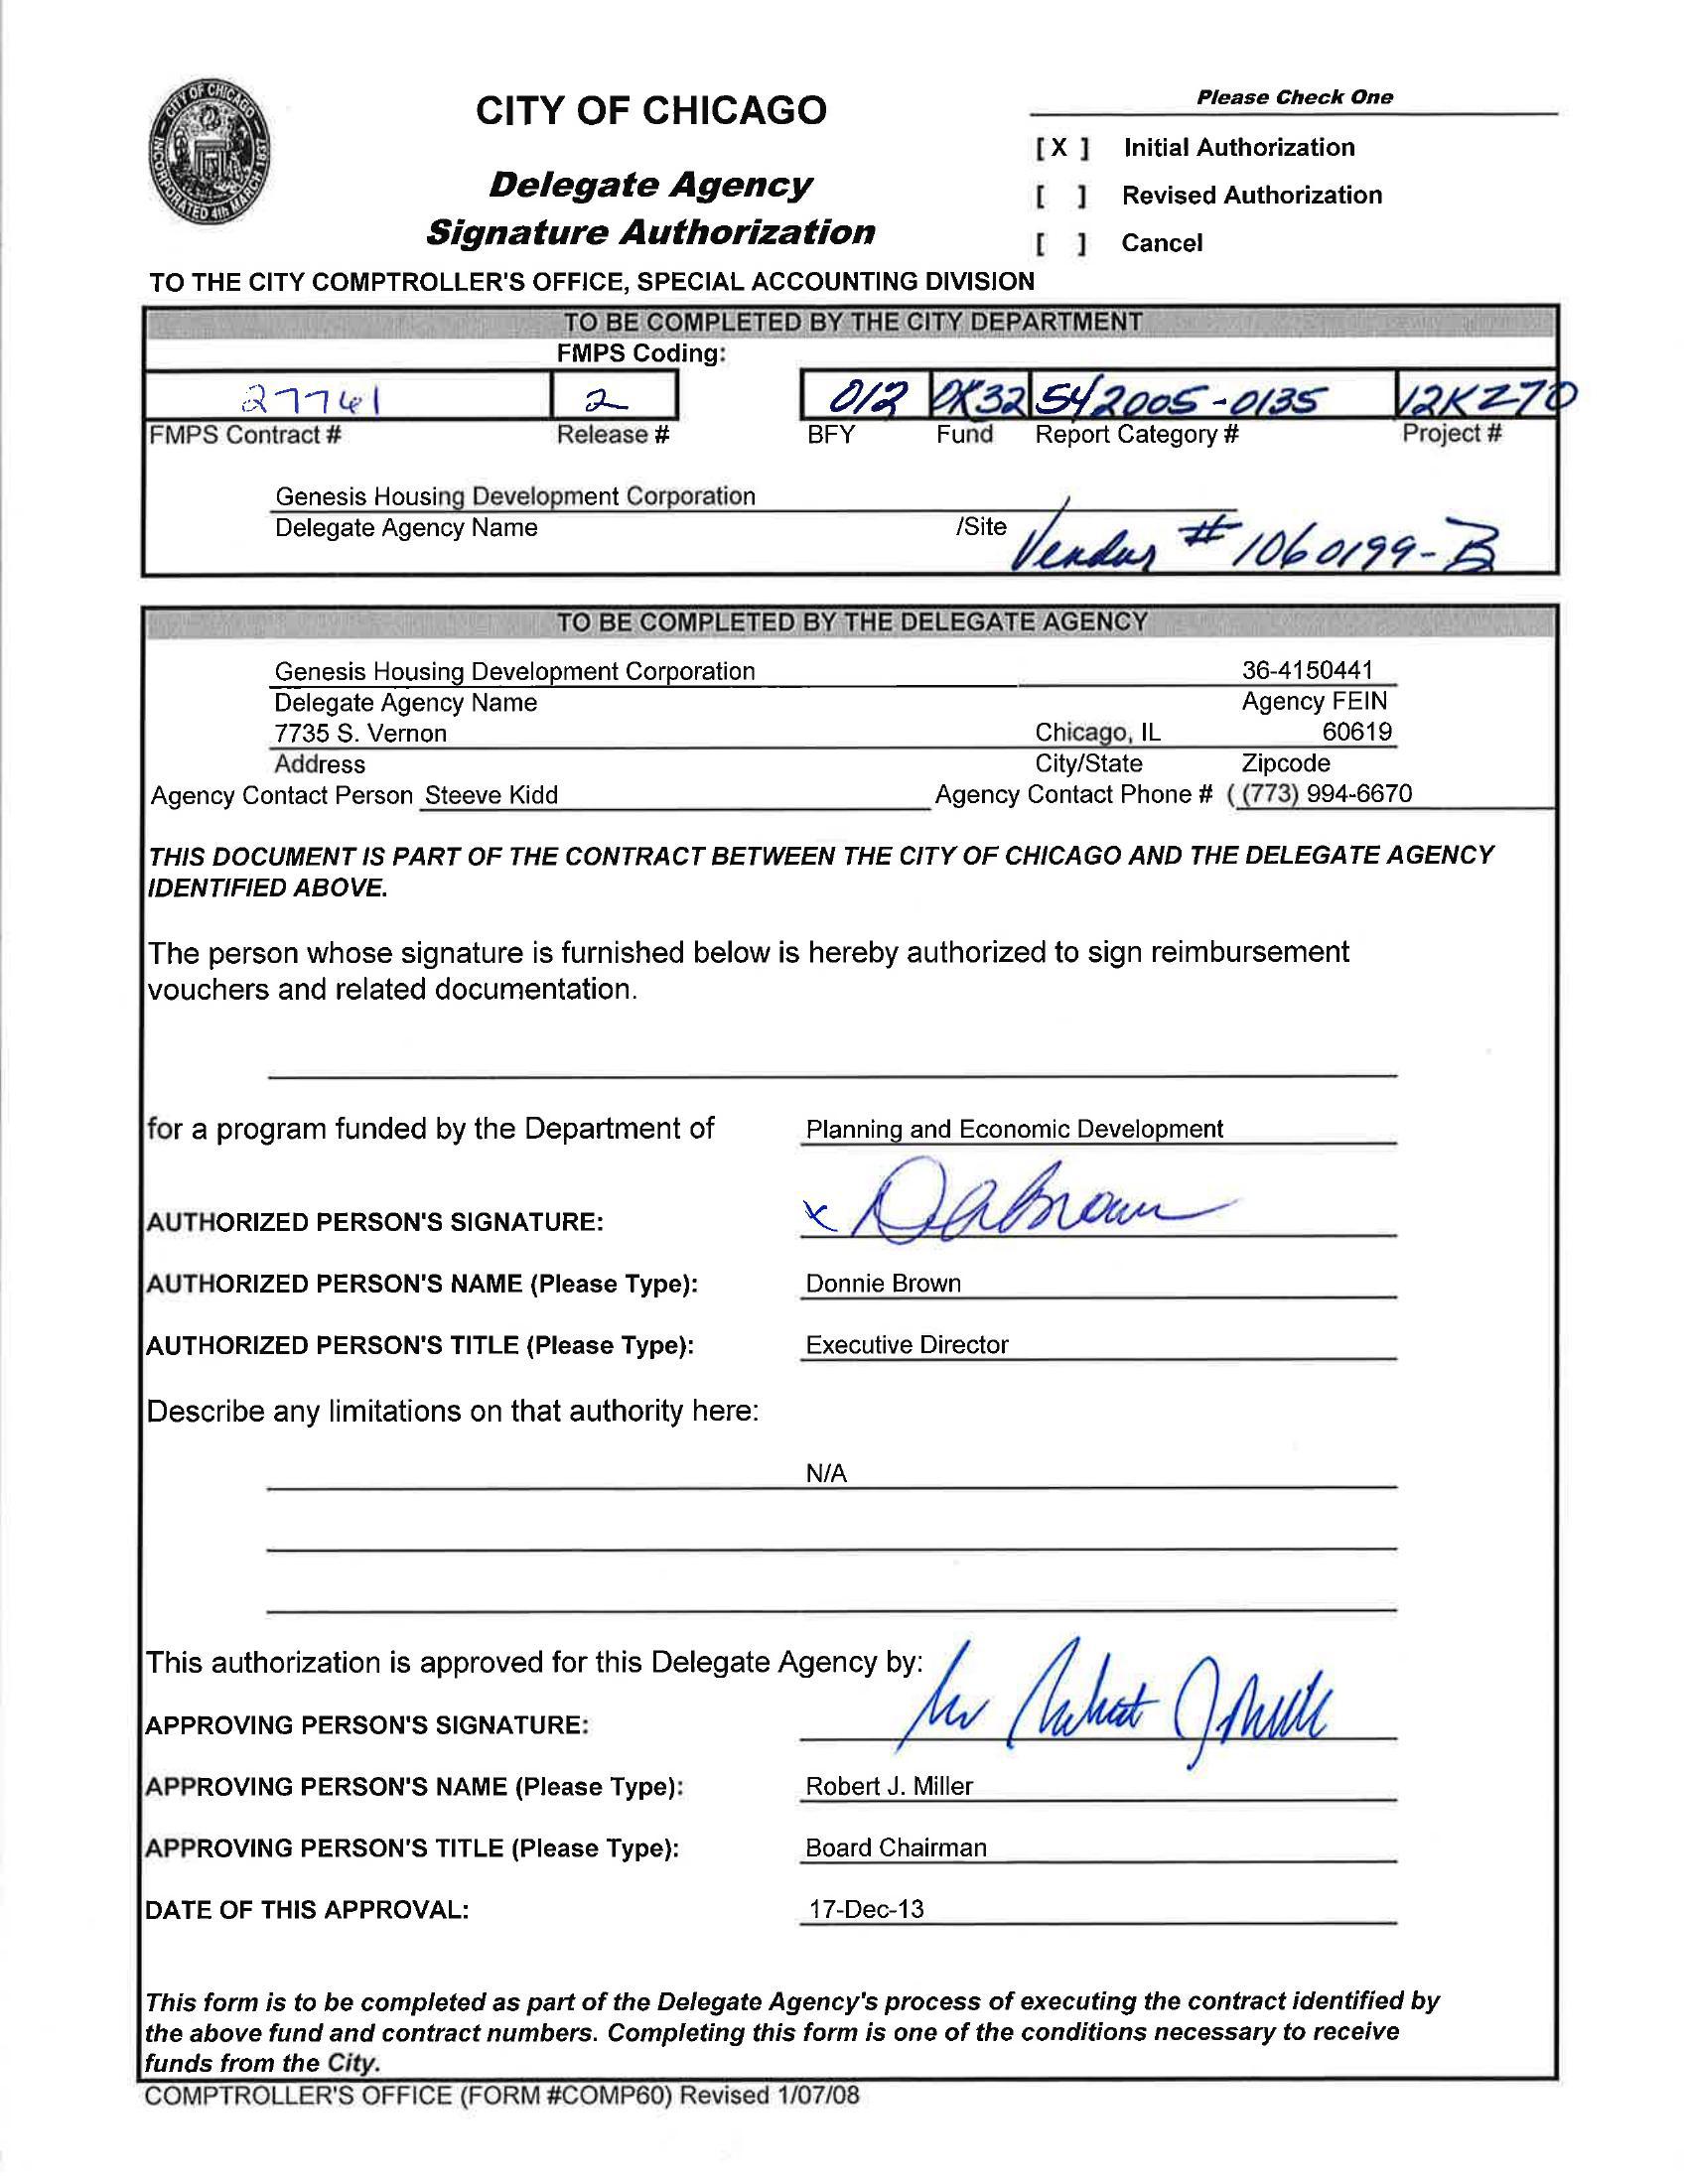 CITY OF CHICAGO INCORPORATED 4th MARCH 1837
CITY OF CHICAGO
Please Check One
[X] Initial Authorization
Delegate Agency
[ ] Revised Authorization
Signature Authorization
[ ] Cancel
TO THE CITY COMPTROLLER'S OFFICE, SPECIAL ACCOUNTING DIVISION
TO BE COMPLETED BY THE CITY DEPARTMENT
FMPS Coding:
27741 2 012 0K32 542005-0135 12KZ70
FMPS Contract # Release # BFY Fund Report Category # Project #
Genesis Housing Development Corporation
Delegate Agency Name /Site Vendor # 1060199-B
TO BE COMPLETED BY THE DELEGATE AGENCY
Genesis Housing Development Corporation 36-4150441
Delegate Agency Name Agency FEIN
7735 S. Vernon Chicago, IL 60619
Address City/State Zipcode
Agency Contact Person Steeve Kidd Agency Contact Phone # ( (773) 994-6670
THIS DOCUMENT IS PART OF THE CONTRACT BETWEEN THE CITY OF CHICAGO AND THE DELEGATE AGENCY
IDENTIFIED ABOVE.
The person whose signature is furnished below is hereby authorized to sign reimbursement
vouchers and related documentation.
for a program funded by the Department of Planning and Economic Development
AUTHORIZED PERSON'S SIGNATURE: x DaBrown
AUTHORIZED PERSON'S NAME (Please Type): Donnie Brown
AUTHORIZED PERSON'S TITLE (Please Type): Executive Director
Describe any limitations on that authority here:
N/A
This authorization is approved for this Delegate Agency by:
APPROVING PERSON'S SIGNATURE: Robert J Miller
APPROVING PERSON'S NAME (Please Type): Robert J. Miller
APPROVING PERSON'S TITLE (Please Type): Board Chairman
DATE OF THIS APPROVAL: 17-Dec-13
This form is to be completed as part of the Delegate Agency's process of executing the contract identified by
the above fund and contract numbers. Completing this form is one of the conditions necessary to receive
funds from the City.
COMPTROLLER'S OFFICE (FORM #COMP60) Revised 1/07/08